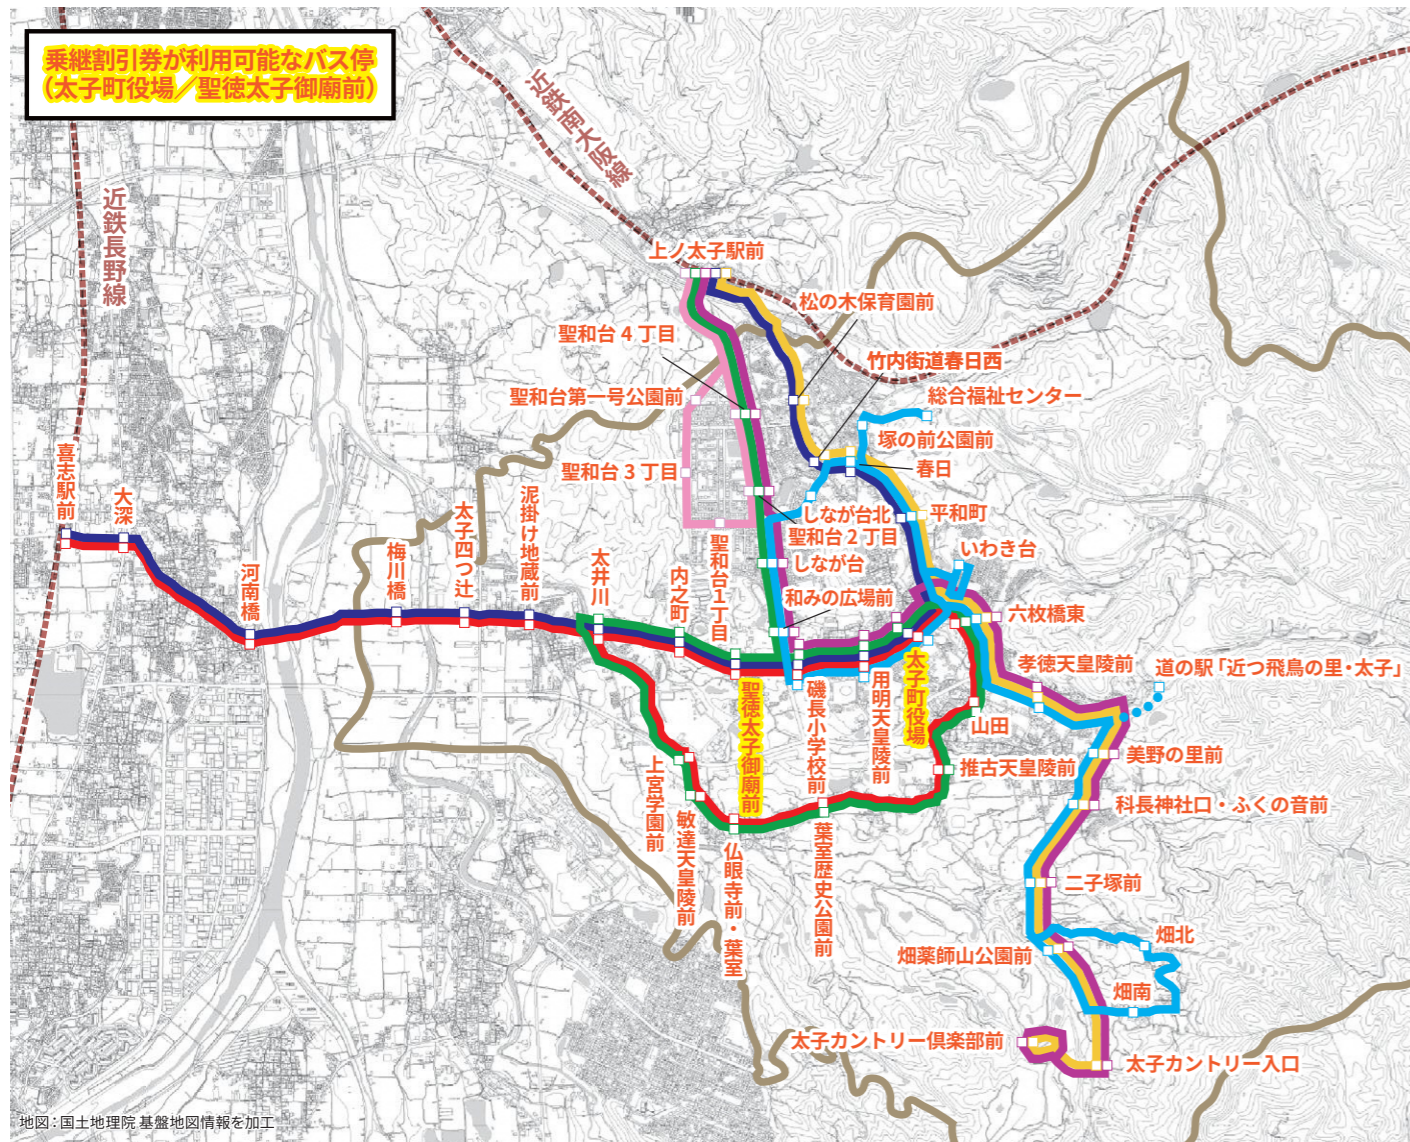 乗継割引券が利用可能なバス停
（太子町役場／聖徳太子御廟前）
近鉄南大阪線
近鉄長野線
上ノ太子駅前
松の木保育園前
聖和台４丁目
竹内街道春日西
聖和台第一号公園前
総合福祉センター
塚の前公園前
春日
聖和台３丁目
喜志駅前
大深
河南橋
梅川橋
太子四つ辻
泥掛け地蔵前
太井川
内之町
聖和台1丁目
しなが台北
聖和台２丁目
平和町
しなが台
いわき台
和みの広場前
六枚橋東
孝徳天皇陵前
道の駅「近つ飛鳥の里・太子」
聖徳太子御廟前
磯長小学校前
用明天皇陵前
太子町役場
山田
推古天皇陵前
美野の里前
科長神社口・ふくの音前
上宮学園前
敏達天皇陵前
仏眼寺前・葉室
葉室歴史公園前
二子塚前
畑薬師山公園前
畑北
畑南
太子カントリー倶楽部前
太子カントリー入口
地図：国土地理院 基盤地図情報を加工